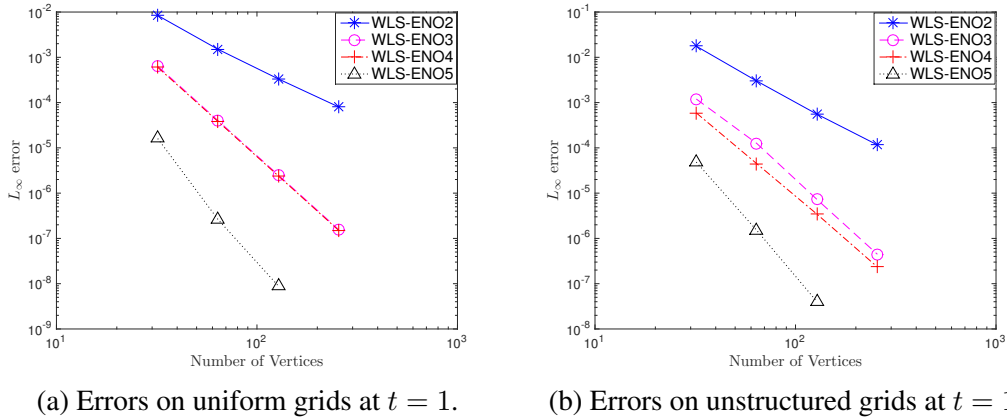 10^-2
10^-3
10^-4
10^-5
10^-6
10^-7
10^-8
10^-9
L∞ error
10^1
10^2
10^3
Number of Vertices
WLS-ENO2
WLS-ENO3
WLS-ENO4
WLS-ENO5
(a) Errors on uniform grids at t = 1.
10^-1
10^-2
10^-3
10^-4
10^-5
10^-6
10^-7
10^-8
L∞ error
10^1
10^2
10^3
Number of Vertices
WLS-ENO2
WLS-ENO3
WLS-ENO4
WLS-ENO5
(b) Errors on unstructured grids at t =